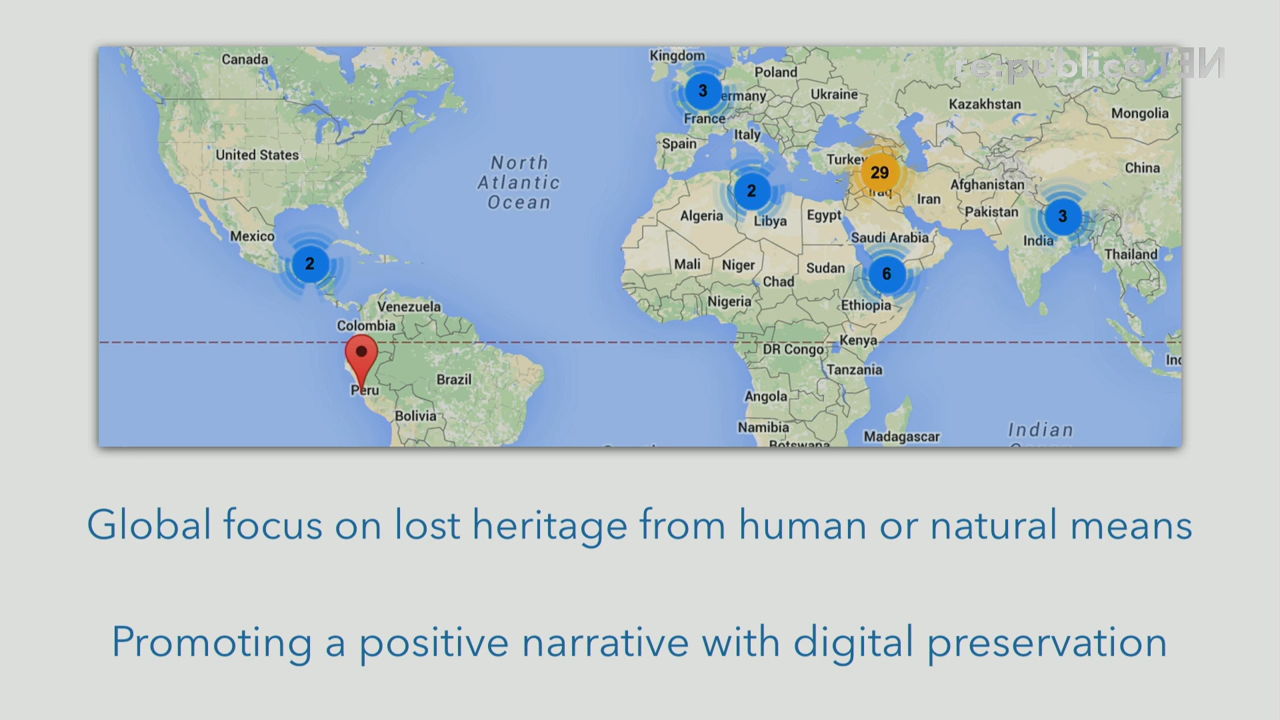 Canada
Kingdom
re:publica TEN
Poland
3
ermany
Ukraine
Kazakhstan
Mongolia
France
Italy
Spain
United States
North
Atlantic
Ocean
Turkey
29
Iraq
China
Afghanistan
Iran
Pakistan
2
Algeria
Libya
Egypt
3
India
Mexico
Saudi Arabia
Thailand
2
Mali
Niger
Chad
Sudan
6
Nigeria
Ethiopia
Venezuela
Colombia
DR Congo
Kenya
Tanzania
Ind
Peru
Brazil
Angola
Bolivia
Namibia
Madagascar
Indian
Botswana
Global focus on lost heritage from human or natural means
Promoting a positive narrative with digital preservation